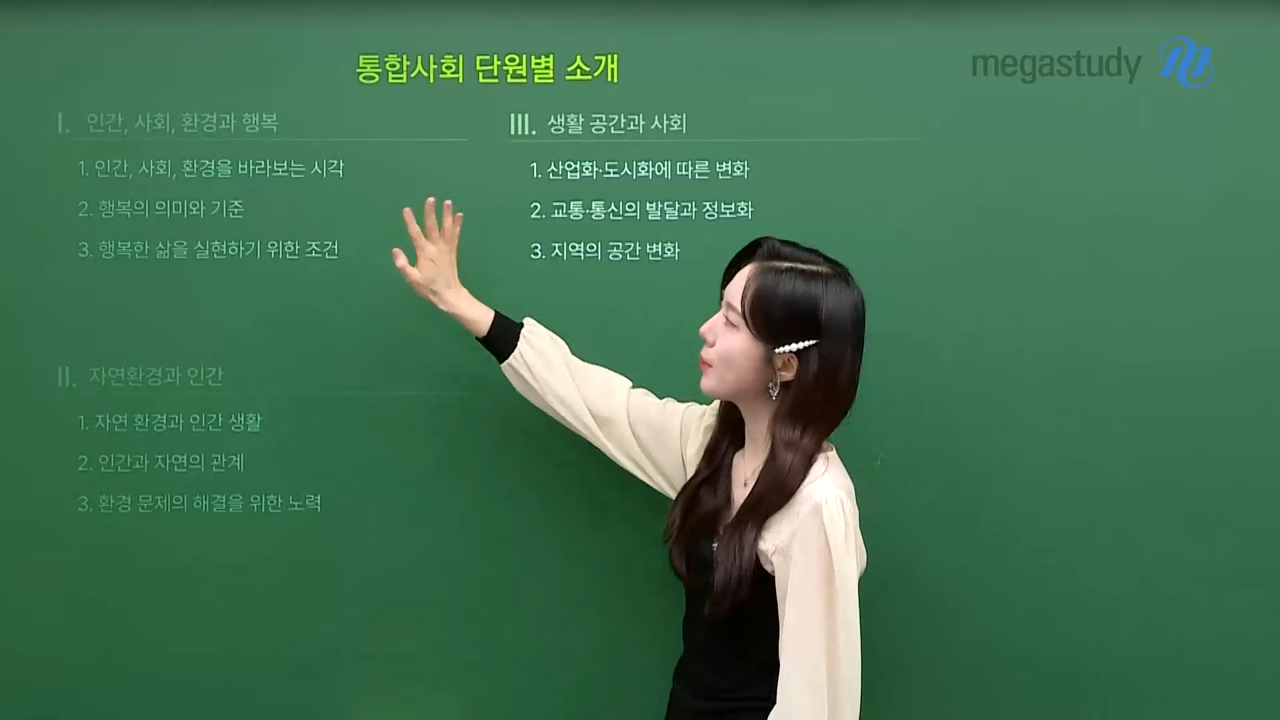 통합사회 단원별 소개
megastudy
I. 인간, 사회, 환경과 행복
1. 인간, 사회, 환경을 바라보는 시각
2. 행복의 의미와 기준
3. 행복한 삶을 실현하기 위한 조건
II. 자연환경과 인간
1. 자연 환경과 인간 생활
2. 인간과 자연의 관계
3. 환경 문제의 해결을 위한 노력
III. 생활 공간과 사회
1. 산업화·도시화에 따른 변화
2. 교통·통신의 발달과 정보화
3. 지역의 공간 변화